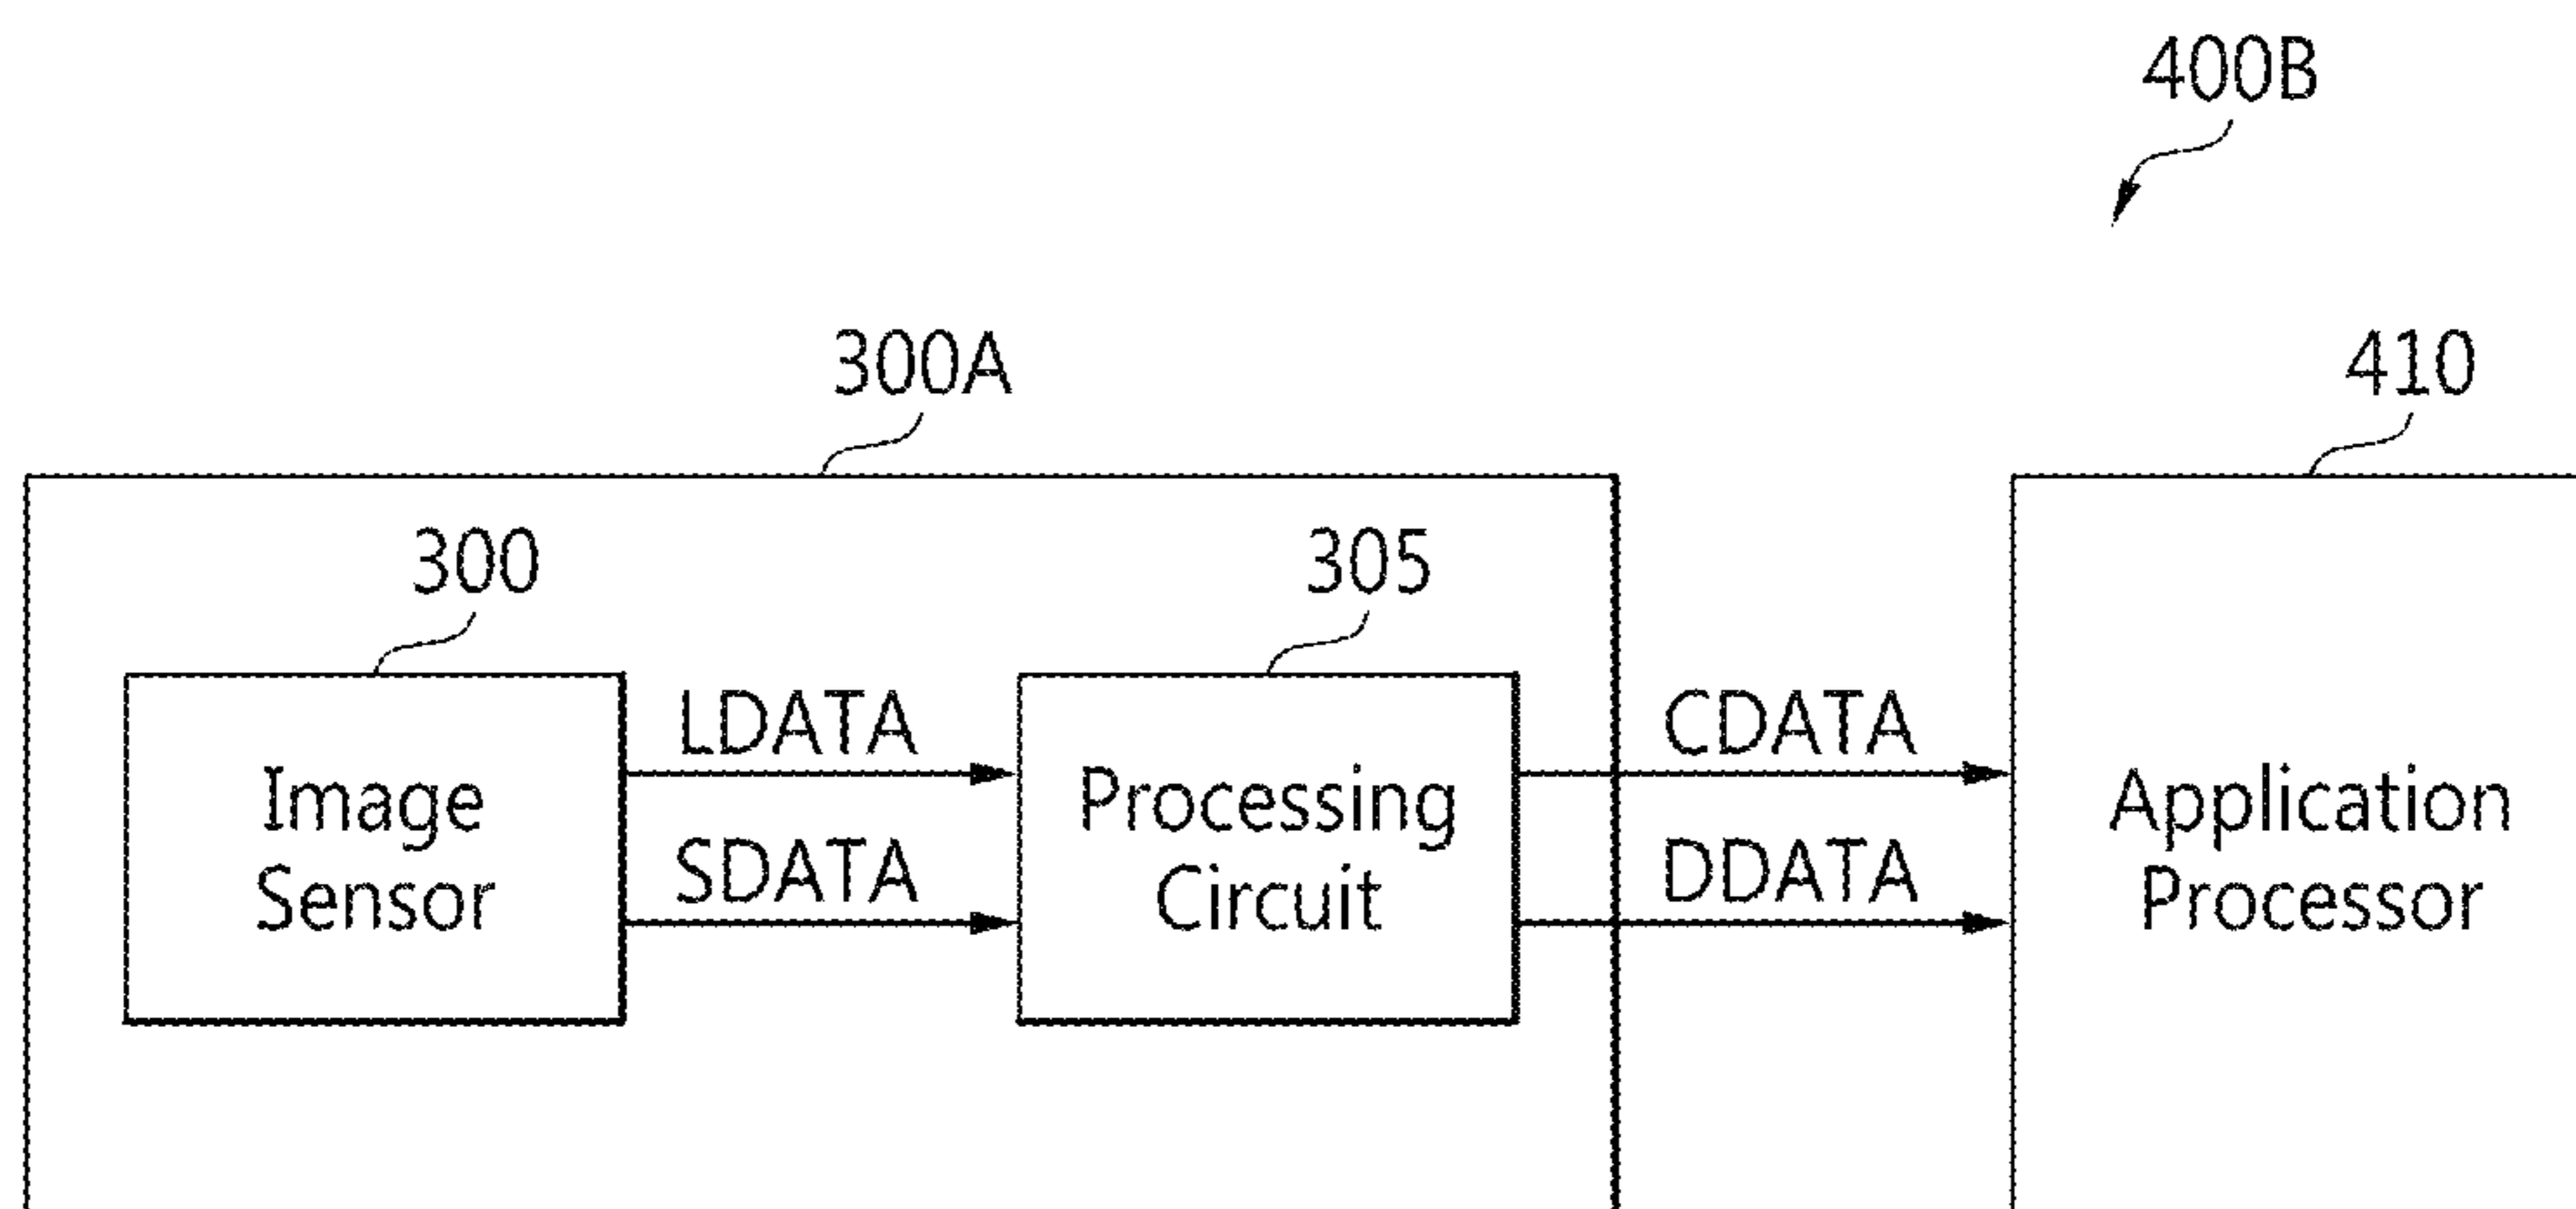 400B
300A
410
300
305
LDATA
CDATA
Image
Sensor
Processing
Circuit
Application
Processor
SDATA
DDATA